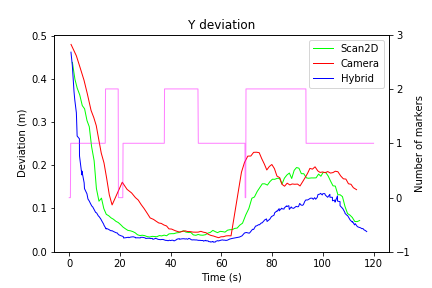 Y deviation
Scan2D
Camera
Hybrid
Deviation (m)
0.5
0.4
0.3
0.2
0.1
0.0
3
2
1
0
−1
Number of markers
0 20 40 60 80 100 120
Time (s)